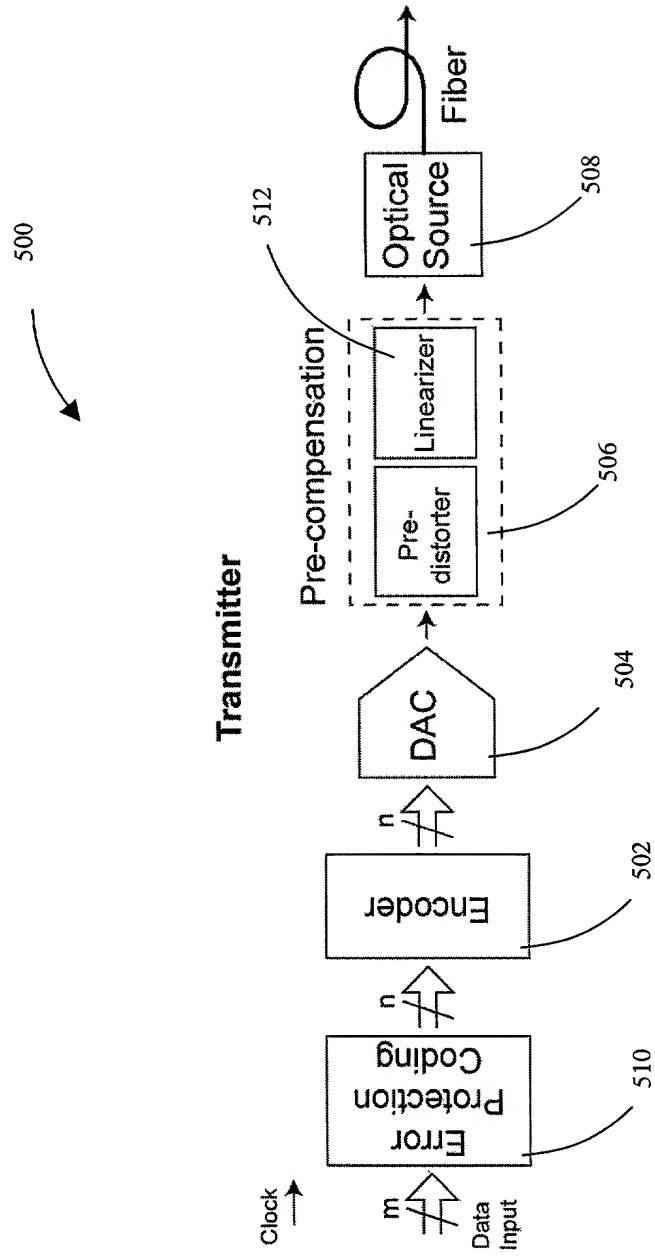 500
Transmitter
Pre-compensation
512
Clock
m
Data
Input
Error
Protection
Coding
n
Encoder
n
DAC
Pre-
distorter
Linearizer
Optical
Source
Fiber
510
502
504
506
508